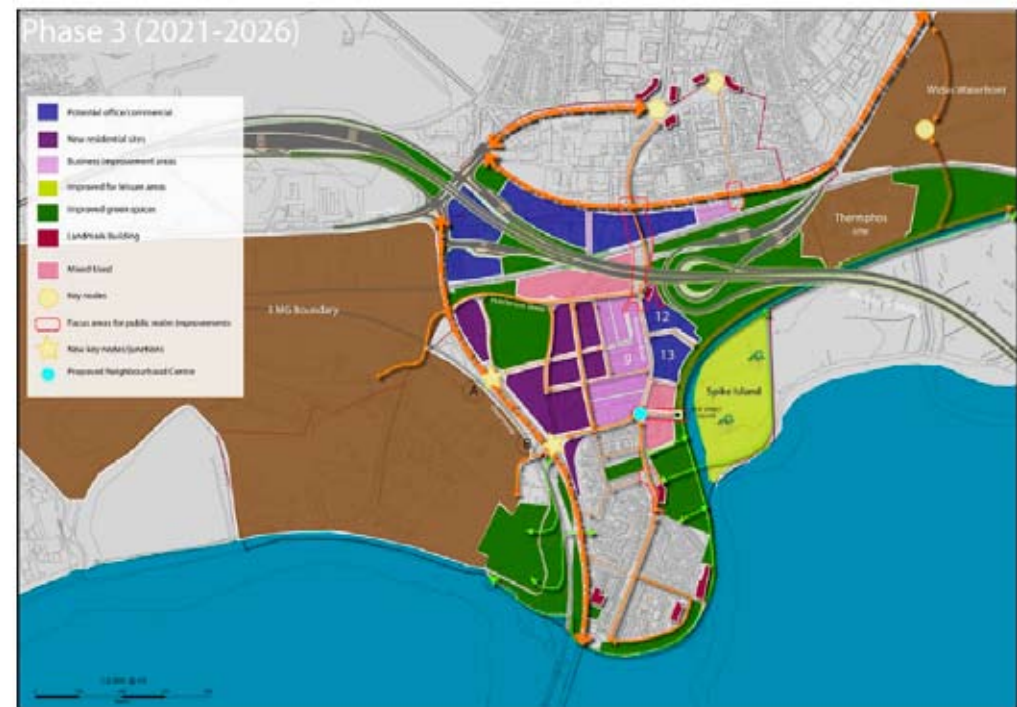 Phase 3 (2021-2026)
Potential office/commercial
New residential sites
Business improvement areas
Improved for leisure areas
Improved green spaces
Landmark Building
Mixed Used
Key nodes
Focus areas for public realm improvements
New key nodes/junctions
Proposed Neighbourhood Centre
Widnes Waterfront
Thermphos
site
3 MG Boundary
12
13
9
A
B
Spike Island